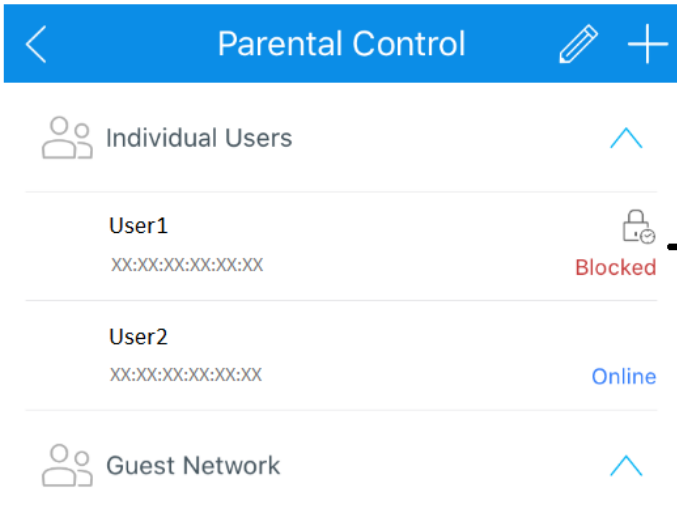 Parental Control
Individual Users
User1
XX:XX:XX:XX:XX:XX
Blocked
User2
XX:XX:XX:XX:XX:XX
Online
Guest Network